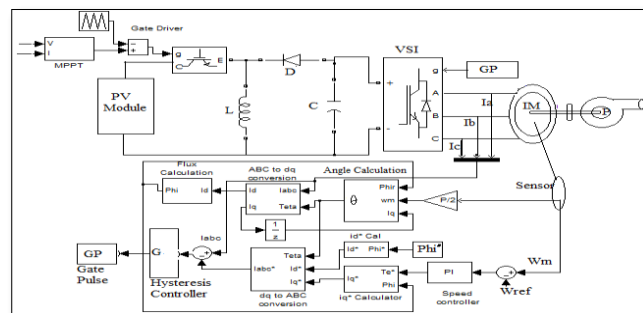 Gate Driver
V
I
MPPT
-
+
g
C
E
PV
Module
L
D
C
VSI
+
-
g
A
B
C
GP
Ia
Ib
Ic
IM
P
Sensor
Flux
Calculation
Phi
Id
ABC to dq
conversion
Id
Iabc
Iq
Teta
Angle Calculation
θ
Phir
wm
Iq
P/2
1
z
Iabc
GP
Gate
Pulse
G
Hysteresis
Controller
-
+
Teta
Iabc*
Id*
Iq*
dq to ABC
conversion
id* Cal
Id*
Phi*
Phi*
Te*
Iq*
Phi
iq* Calculator
PI
Speed
controller
-
+
Wm
Wref